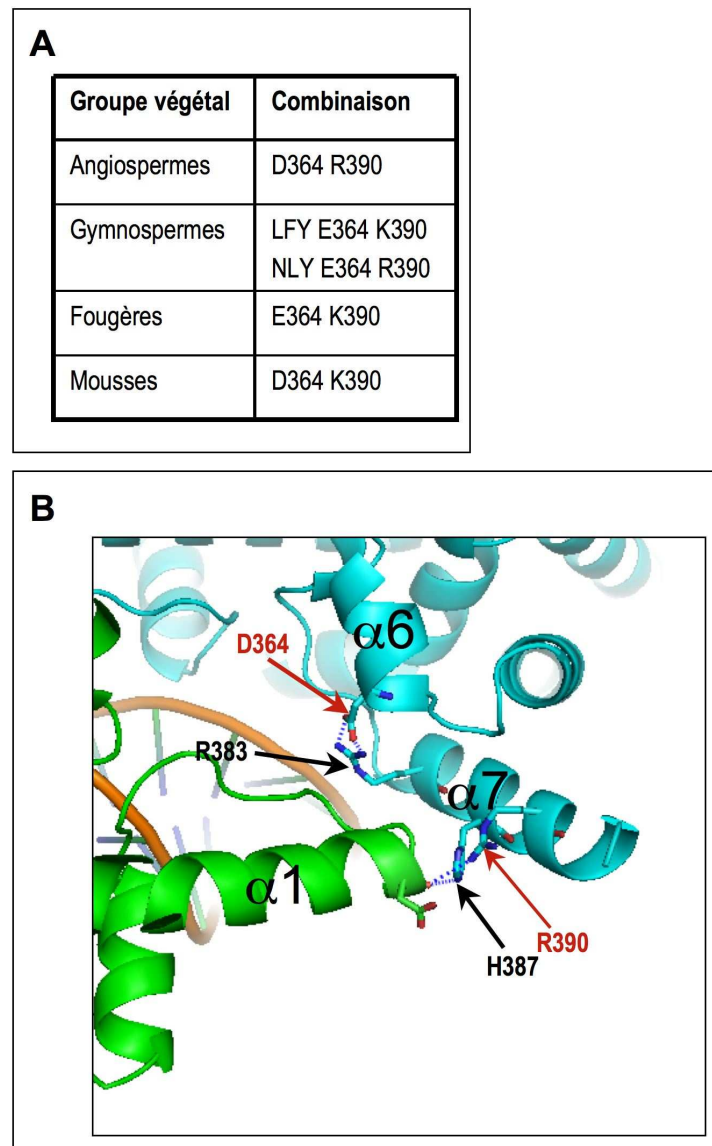 A
Groupe végétal Combinaison
Angiospermes D364 R390
Gymnospermes LFY E364 K390
NLY E364 R390
Fougères E364 K390
Mousses D364 K390
B
α6
D364
R383
α7
α1
R390
H387